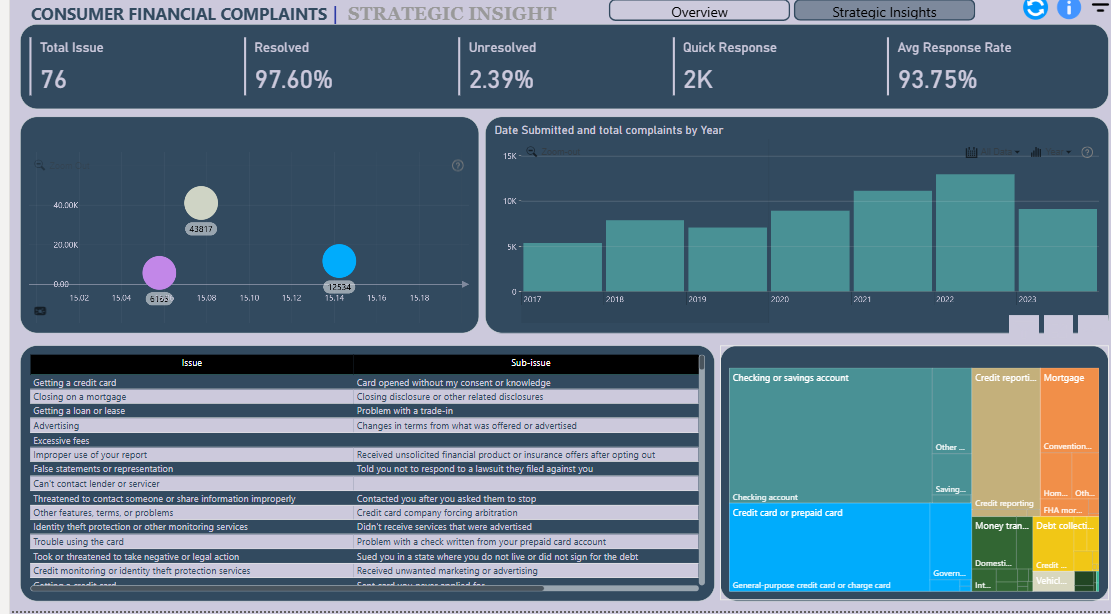 CONSUMER FINANCIAL COMPLAINTS | STRATEGIC INSIGHT
Overview
Strategic Insights
Total Issue
76
Resolved
97.60%
Unresolved
2.39%
Quick Response
2K
Avg Response Rate
93.75%
40.00K
20.00K
0.00
43817
12534
15.02 15.04 15.08 15.10 15.12 15.14 15.16 15.18
Date Submitted and total complaints by Year
15K
10K
5K
0
2017 2018 2019 2020 2021 2022 2023
Issue Sub-issue
Getting a credit card Card opened without my consent or knowledge
Closing on a mortgage Closing disclosure or other related disclosures
Getting a loan or lease Problem with a trade-in
Advertising Changes in terms from what was offered or advertised
Excessive fees
Improper use of your report Received unsolicited financial product or insurance offers after opting out
False statements or representation Told you not to respond to a lawsuit they filed against you
Can't contact lender or servicer
Threatened to contact someone or share information improperly Contacted you after you asked them to stop
Other features, terms, or problems Credit card company forcing arbitration
Identity theft protection or other monitoring services Didn't receive services that were advertised
Trouble using the card Problem with a check written from your prepaid card account
Took or threatened to take negative or legal action Sued you in a state where you do not live or did not sign for the debt
Credit monitoring or identity theft protection services Received unwanted marketing or advertising
Getting a credit card Sent card you never applied for
Checking or savings account
Other ...
Saving...
Checking account
Credit card or prepaid card
Govern...
General-purpose credit card or charge card
Credit reporti...
Credit reporting
Mortgage
Convention...
Hom... Oth...
FHA mor...
Money tran...
Domesti...
Int...
Debt collecti...
Credit ...
Vehicl...